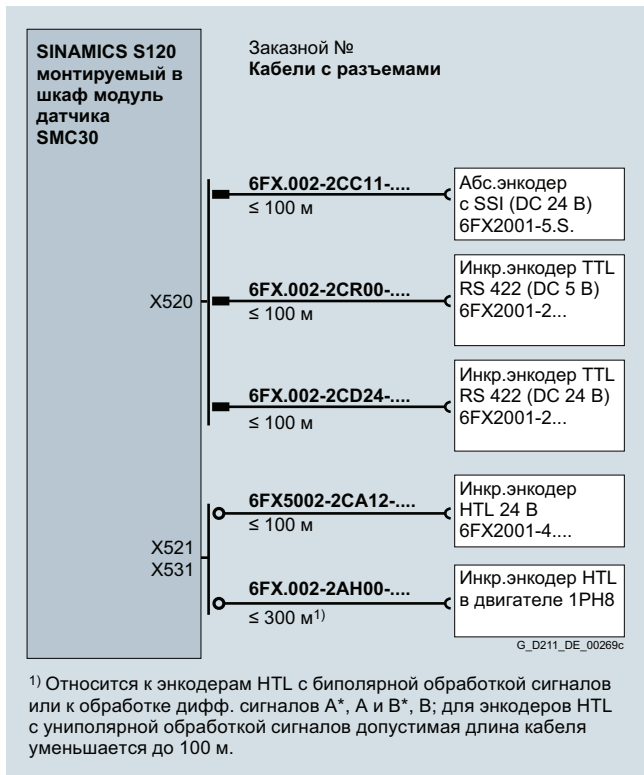 SINAMICS S120
монтируемый в
шкаф модуль
датчика
SMC30
Заказной №
Кабели с разъемами
X520
6FX.002-2CC11-....
≤ 100 м
Абс.энкодер
с SSI (DC 24 В)
6FX2001-5.S.
6FX.002-2CR00-....
≤ 100 м
Инкр.энкодер TTL
RS 422 (DC 5 В)
6FX2001-2...
6FX.002-2CD24-....
≤ 100 м
Инкр.энкодер TTL
RS 422 (DC 24 В)
6FX2001-2...
X521
X531
6FX5002-2CA12-....
≤ 100 м
Инкр.энкодер
HTL 24 В
6FX2001-4....
6FX.002-2AH00-....
≤ 300 м1)
Инкр.энкодер HTL
в двигателе 1PH8
G_D211_DE_00269c
1) Относится к энкодерам HTL с биполярной обработкой сигналов
или к обработке дифф. сигналов A*, A и B*, B; для энкодеров HTL
с униполярной обработкой сигналов допустимая длина кабеля
уменьшается до 100 м.